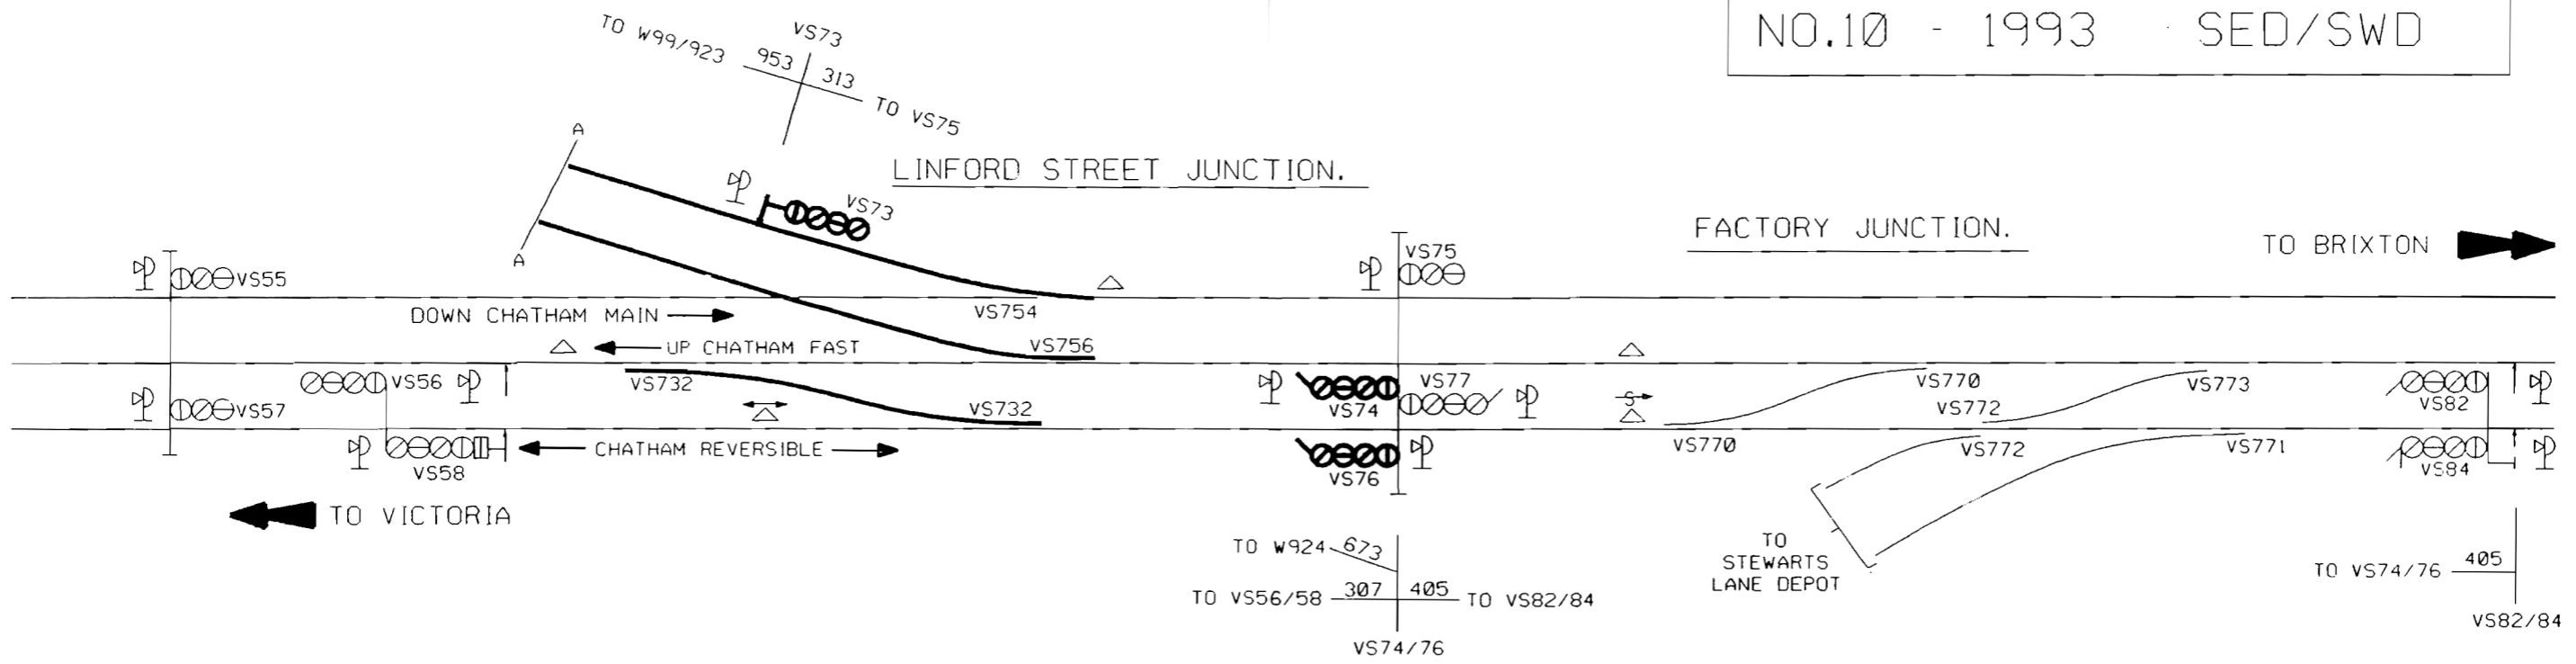 NO.10 - 1993 SED/SWD
VS73
TO W99/923 953 313 TO VS75
A
A
LINFORD STREET JUNCTION.
VS73
FACTORY JUNCTION.
TO BRIXTON
VS75
VS55
VS754
DOWN CHATHAM MAIN
UP CHATHAM FAST
VS756
VS56
VS732
VS77
VS770
VS773
VS57
VS732
VS74
S
VS772
VS82
CHATHAM REVERSIBLE
VS770
VS772
VS771
VS58
VS76
VS84
TO VICTORIA
TO W924 673
TO VS56/58 307 405 TO VS82/84
VS74/76
TO
STEWARTS
LANE DEPOT
TO VS74/76 405
VS82/84